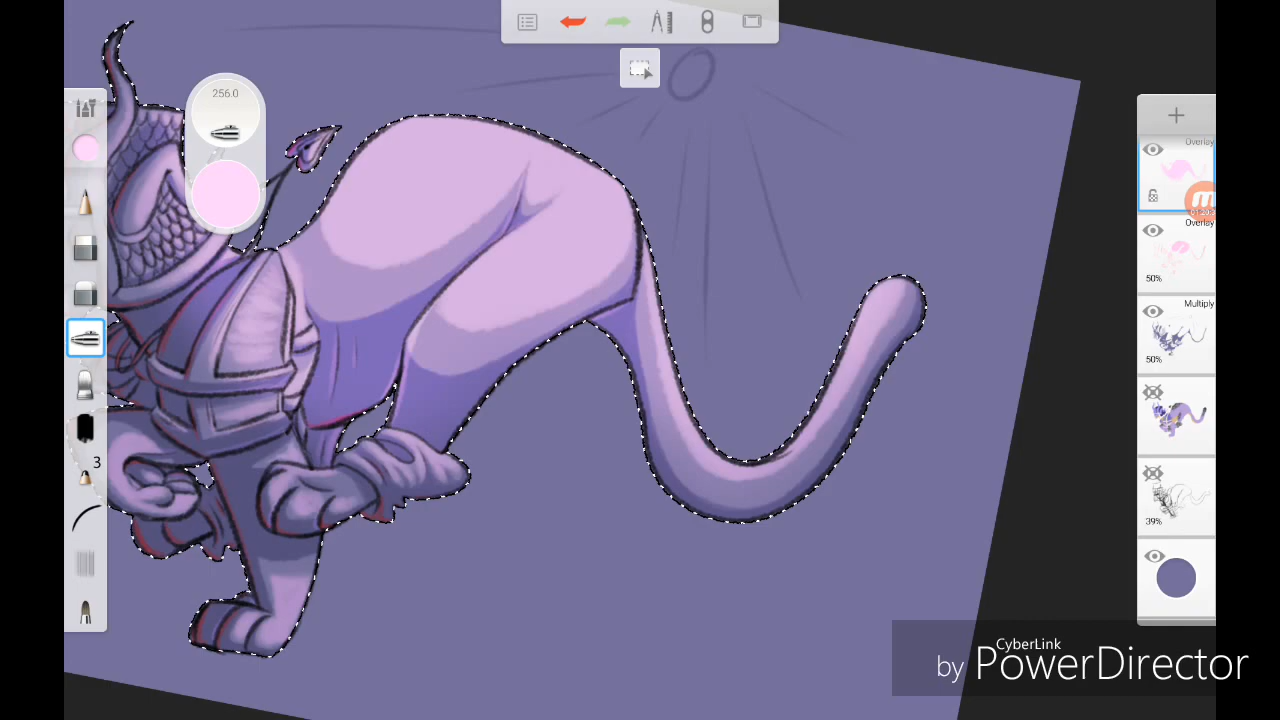 256.0
Overlay
Overlay
50%
Multiply
50%
3
39%
CyberLink
by PowerDirector